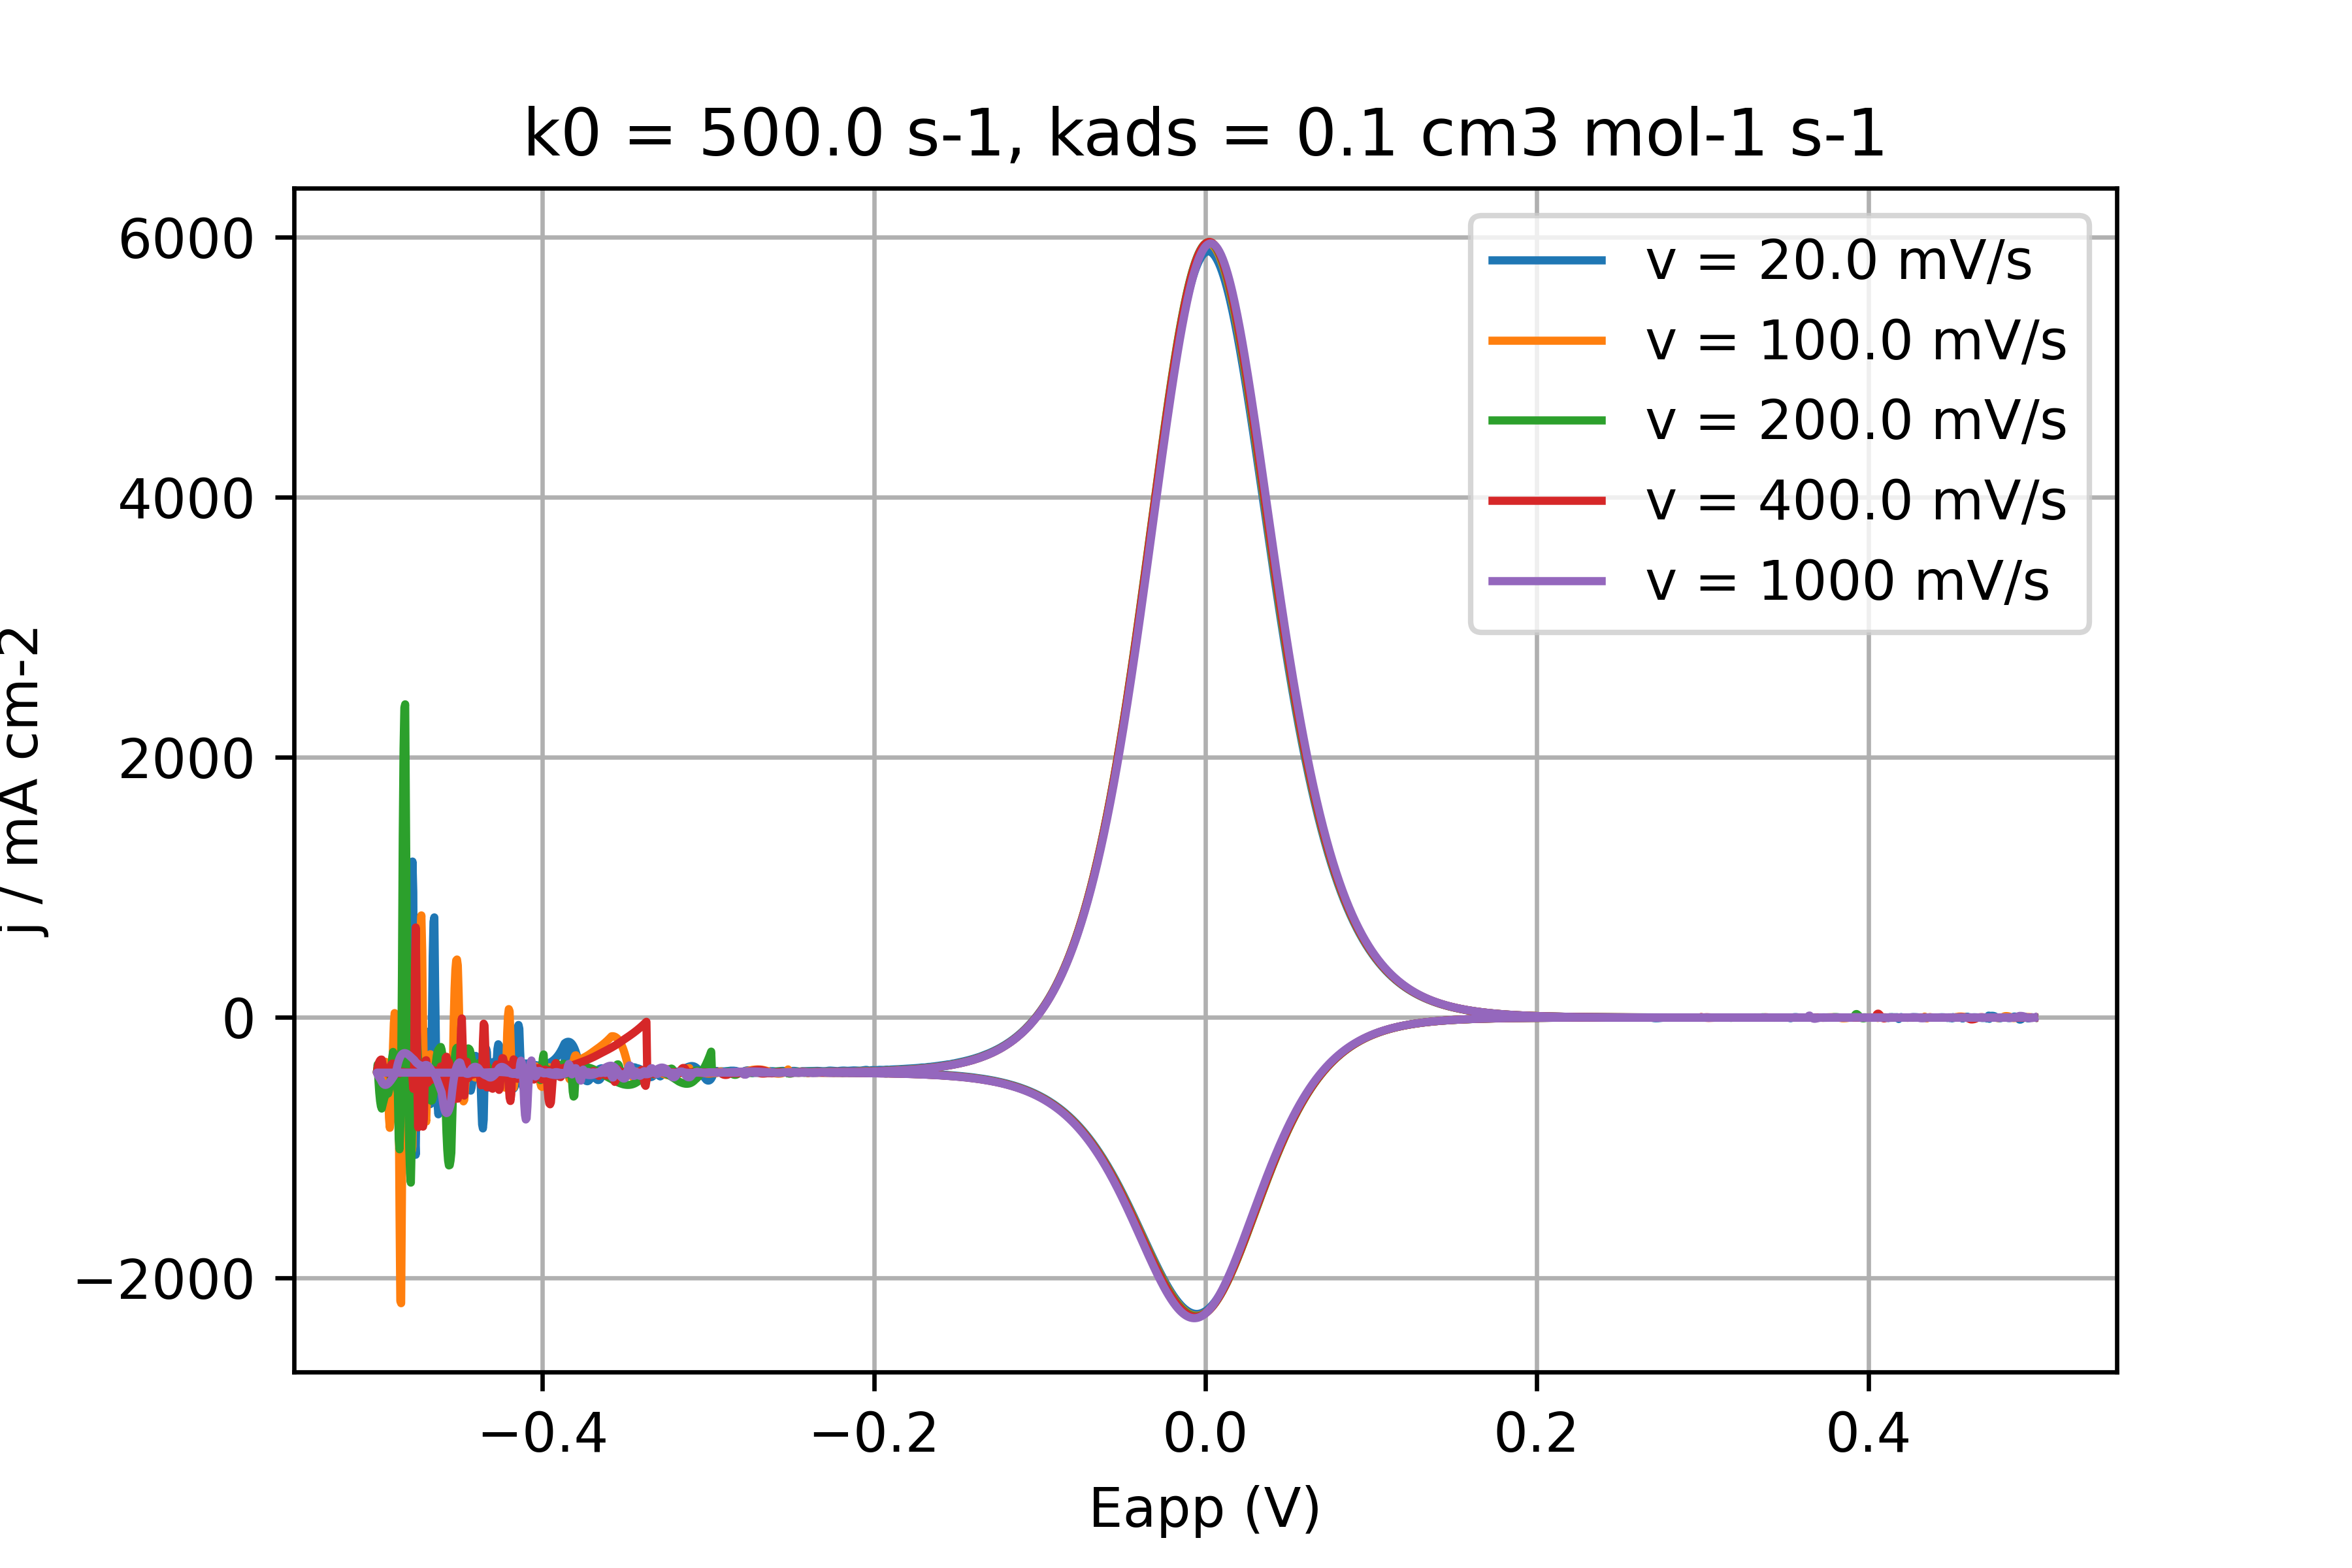 k0 = 500.0 s-1, kads = 0.1 cm3 mol-1 s-1
6000
4000
2000
0
−2000
j / mA cm-2
v = 20.0 mV/s
v = 100.0 mV/s
v = 200.0 mV/s
v = 400.0 mV/s
v = 1000 mV/s
−0.4
−0.2
0.0
0.2
0.4
Eapp (V)